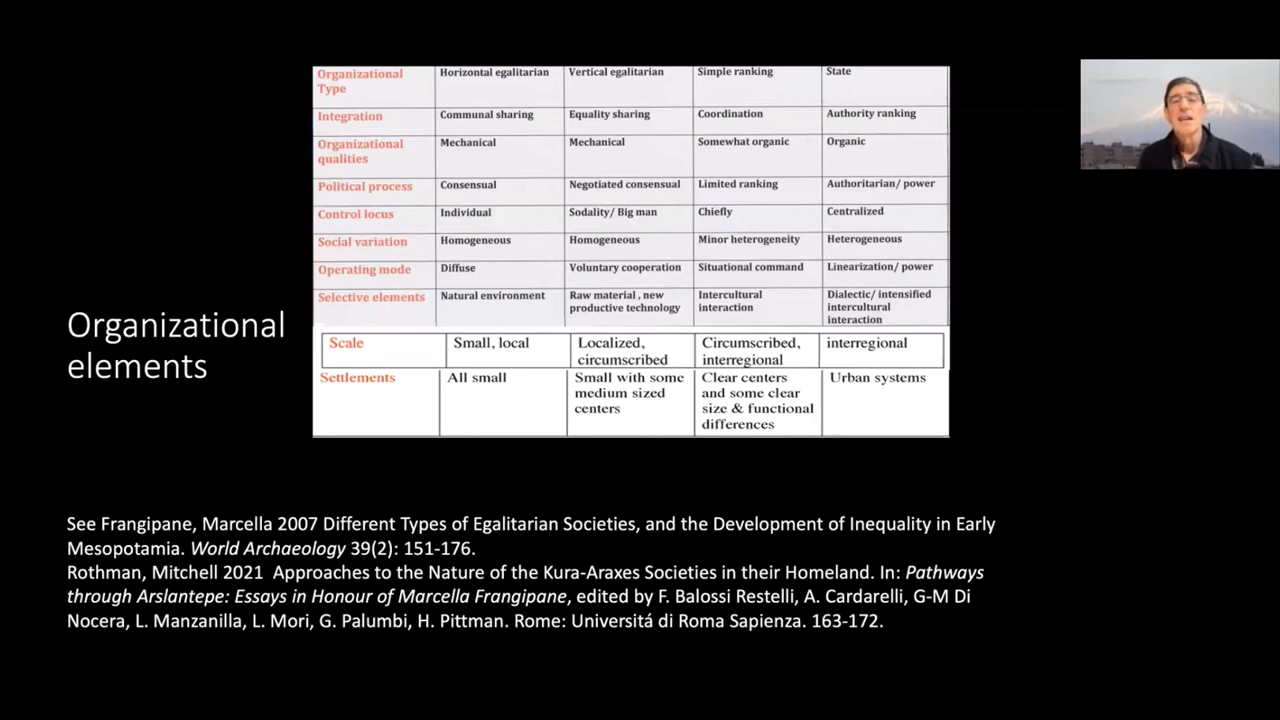 Organizational elements
Organizational Type | Horizontal egalitarian | Vertical egalitarian | Simple ranking | State
Integration | Communal sharing | Equality sharing | Coordination | Authority ranking
Organizational qualities | Mechanical | Mechanical | Somewhat organic | Organic
Political process | Consensual | Negotiated consensual | Limited ranking | Authoritarian/ power
Control locus | Individual | Sodality/ Big man | Chiefly | Centralized
Social variation | Homogeneous | Homogeneous | Minor heterogeneity | Heterogeneous
Operating mode | Diffuse | Voluntary cooperation | Situational command | Linearization/ power
Selective elements | Natural environment | Raw material , new productive technology | Intercultural interaction | Dialectic/ intensified intercultural interaction
Scale | Small, local | Localized, circumscribed | Circumscribed, interregional | interregional
Settlements | All small | Small with some medium sized centers | Clear centers and some clear size & functional differences | Urban systems
See Frangipane, Marcella 2007 Different Types of Egalitarian Societies, and the Development of Inequality in Early
Mesopotamia. World Archaeology 39(2): 151-176.
Rothman, Mitchell 2021 Approaches to the Nature of the Kura-Araxes Societies in their Homeland. In: Pathways
through Arslantepe: Essays in Honour of Marcella Frangipane, edited by F. Balossi Restelli, A. Cardarelli, G-M Di
Nocera, L. Manzanilla, L. Mori, G. Palumbi, H. Pittman. Rome: Universitá di Roma Sapienza. 163-172.